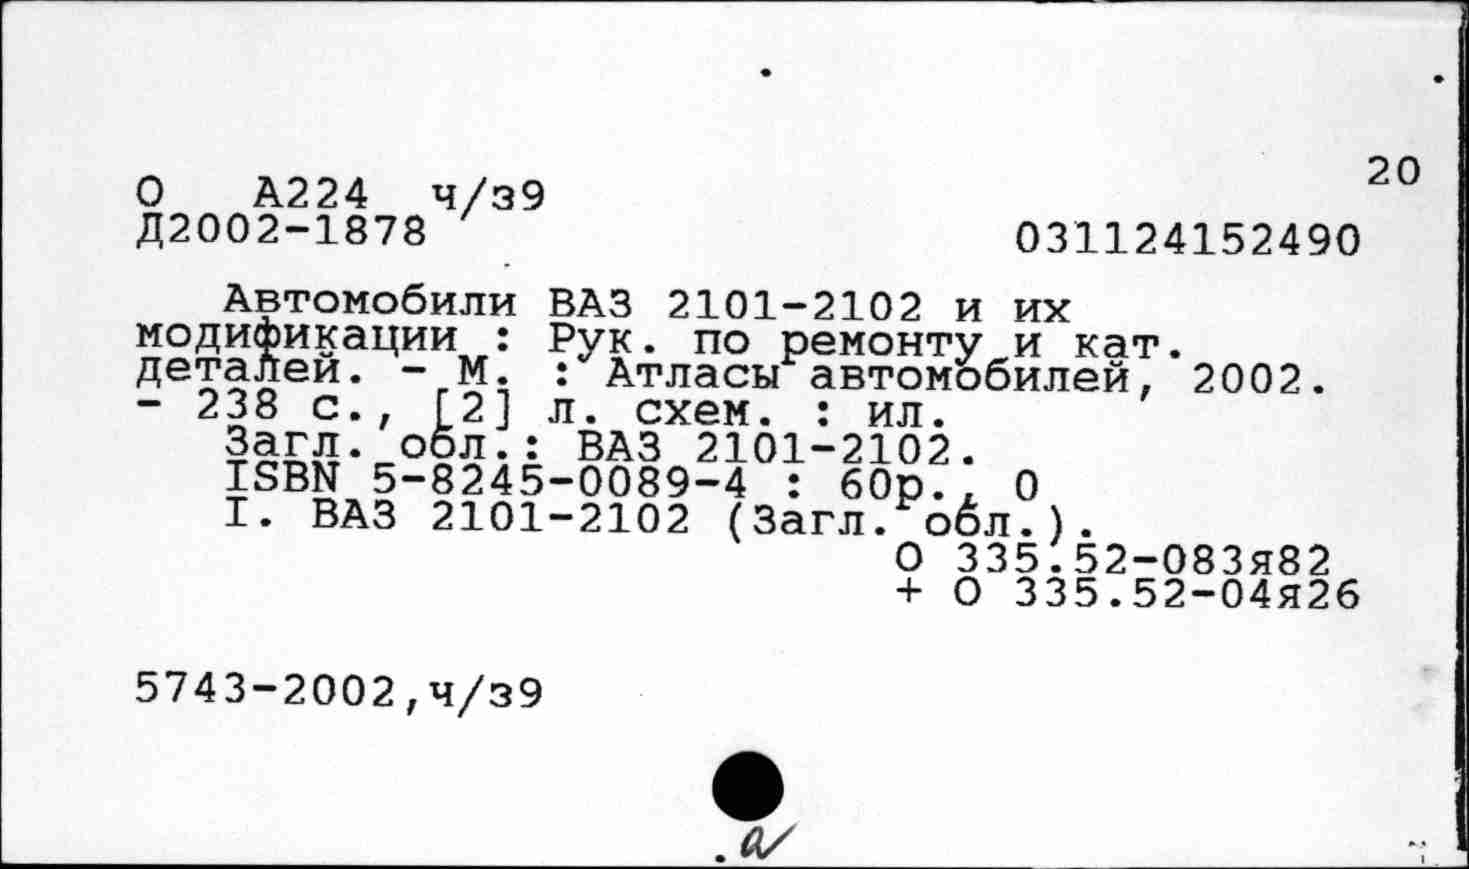 20
О А224 ч/з9
Д2002-1878 031124152490
Автомобили ВАЗ 2101-2102 и их
модификации : Рук. по ремонту и кат.
деталей. - М. : Атласы автомобилей, 2002.
- 238 с., [2] л. схем. : ил.
Загл. обл.: ВАЗ 2101-2102.
ISBN 5-8245-0089-4 : 60р., 0
I. ВАЗ 2101-2102 (Загл. обл.).
О 335.52-083я82
+ О 335.52-04я26
5743-2002,ч/з9